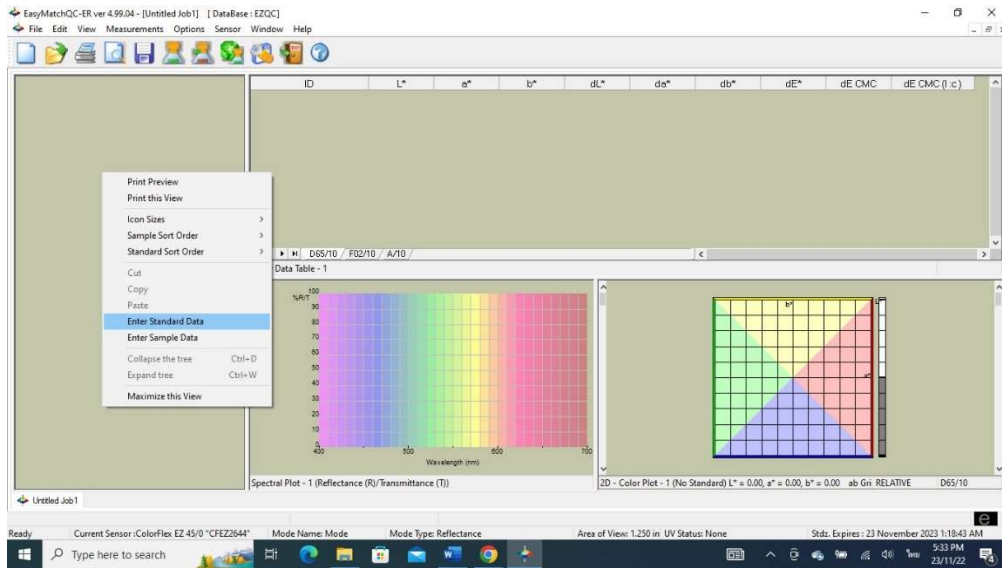 EasyMatchQC-ER ver 4.99.04 - [Untitled Job1] [ DataBase : EZQC]
File Edit View Measurements Options Sensor Window Help
ID L* a* b* dL* da* db* dE* dE CMC dE CMC (l:c)
Print Preview
Print this View
Icon Sizes
Sample Sort Order
Standard Sort Order
Cut
Copy
Paste
Enter Standard Data
Enter Sample Data
Collapse the tree Ctrl+D
Expand tree Ctrl+W
Maximize this View
D65/10 F02/10 A/10
Data Table - 1
%R/T
100
90
80
70
60
50
40
30
20
10
0
400 500 600 700
Wavelength (nm)
b*
L*
a*
Spectral Plot - 1 (Reflectance (R)/Transmittance (T))
2D - Color Plot - 1 (No Standard) L* = 0.00, a* = 0.00, b* = 0.00 ab Gri RELATIVE D65/10
Untitled Job1
Ready Current Sensor :ColorFlex EZ 45/0 "CFEZ2644" Mode Name: Mode Mode Type: Reflectance Area of View: 1.250 in UV Status: None Stdz. Expires : 23 November 2023 1:18:43 AM
Type here to search
5:33 PM
23/11/22